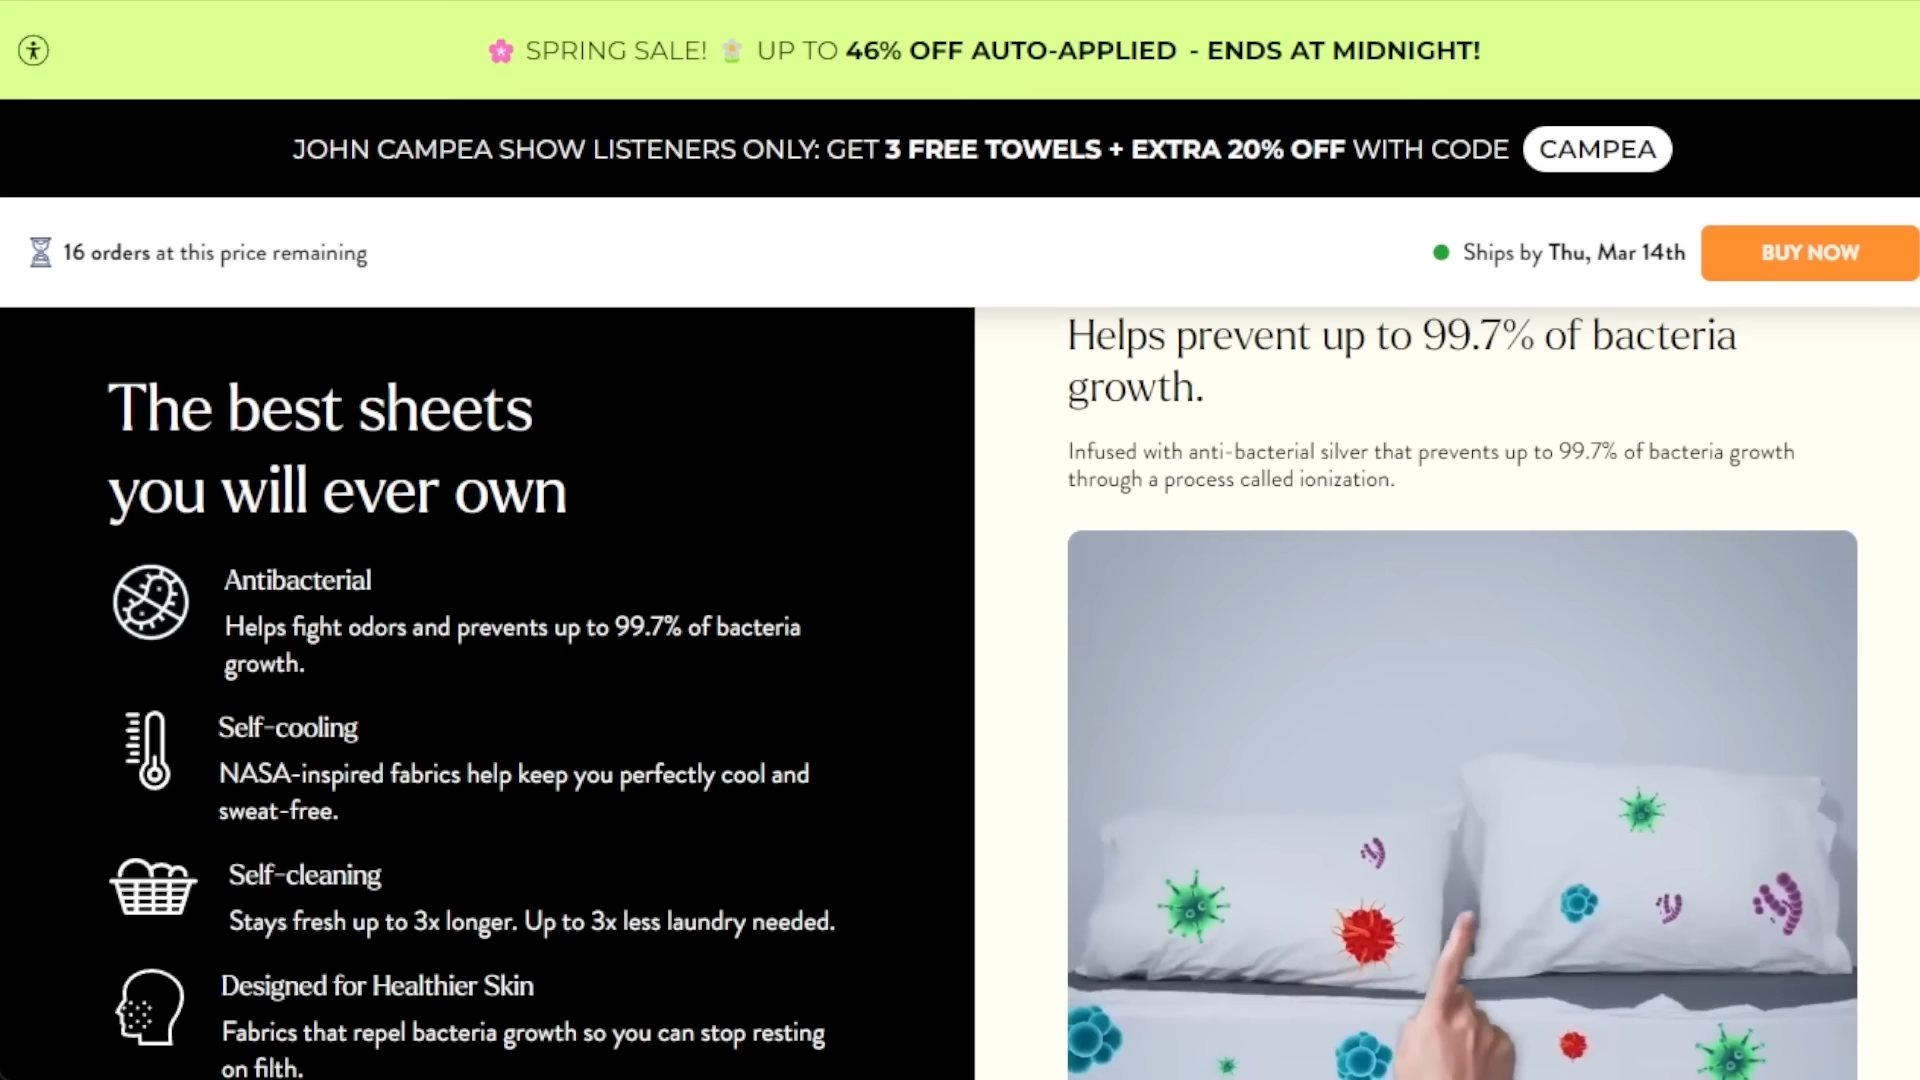 🌸 SPRING SALE! 🌼 UP TO 46% OFF AUTO-APPLIED - ENDS AT MIDNIGHT!
JOHN CAMPEA SHOW LISTENERS ONLY: GET 3 FREE TOWELS + EXTRA 20% OFF WITH CODE CAMPEA
16 orders at this price remaining
Ships by Thu, Mar 14th
BUY NOW
The best sheets
you will ever own
Antibacterial
Helps fight odors and prevents up to 99.7% of bacteria
growth.
Self-cooling
NASA-inspired fabrics help keep you perfectly cool and
sweat-free.
Self-cleaning
Stays fresh up to 3x longer. Up to 3x less laundry needed.
Designed for Healthier Skin
Fabrics that repel bacteria growth so you can stop resting
on filth.
Helps prevent up to 99.7% of bacteria
growth.
Infused with anti-bacterial silver that prevents up to 99.7% of bacteria growth
through a process called ionization.